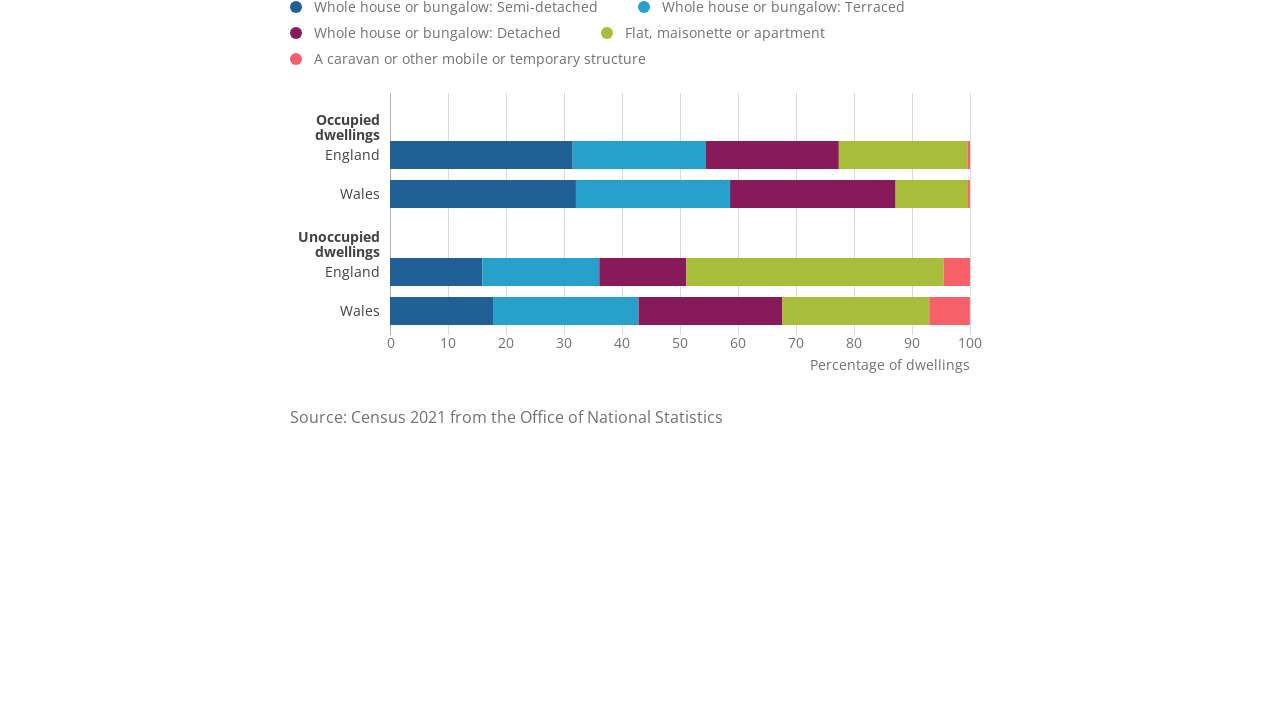 Whole house or bungalow: Semi-detached Whole house or bungalow: Terraced
Whole house or bungalow: Detached Flat, maisonette or apartment
A caravan or other mobile or temporary structure
Occupied
dwellings
England
Wales
Unoccupied
dwellings
England
Wales
0 10 20 30 40 50 60 70 80 90 100
Percentage of dwellings
Source: Census 2021 from the Office of National Statistics